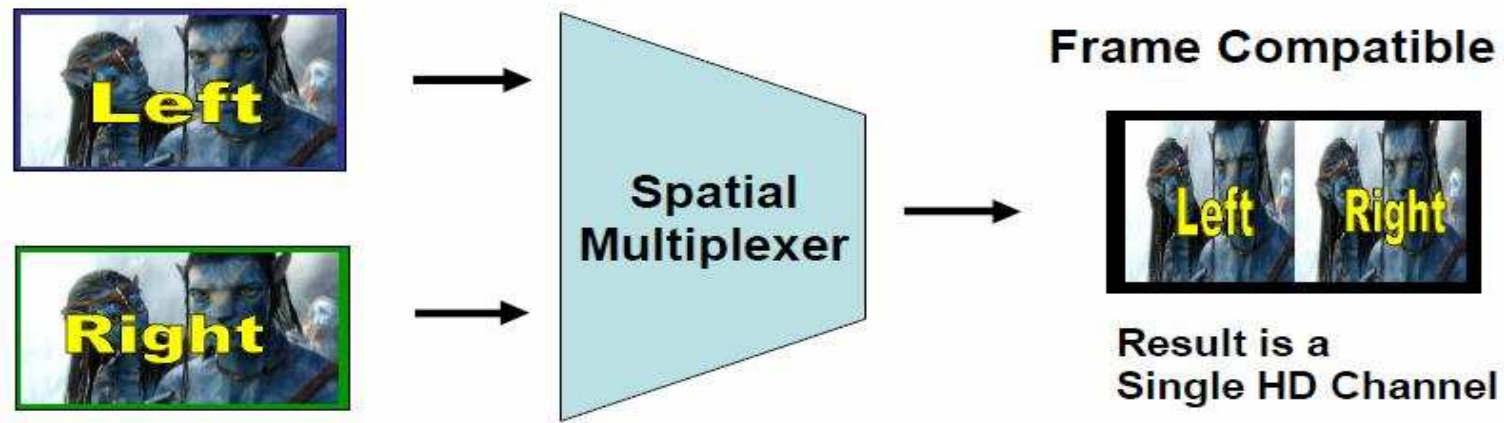 Left
Right
Spatial
Multiplexer
Frame Compatible
Left Right
Result is a
Single HD Channel